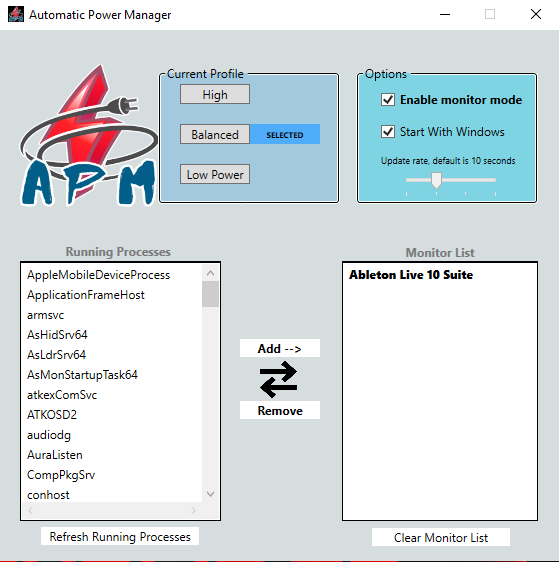 Automatic Power Manager
APM
Current Profile
High
Balanced
SELECTED
Low Power
Options
Enable monitor mode
Start With Windows
Update rate, default is 10 seconds
Running Processes
AppleMobileDeviceProcess
ApplicationFrameHost
armsvc
AsHidSrv64
AsLdrSrv64
AsMonStartupTask64
atkexComSvc
ATKOSD2
audiodg
AuraListen
CompPkgSrv
conhost
Refresh Running Processes
Add -->
Remove
Monitor List
Ableton Live 10 Suite
Clear Monitor List